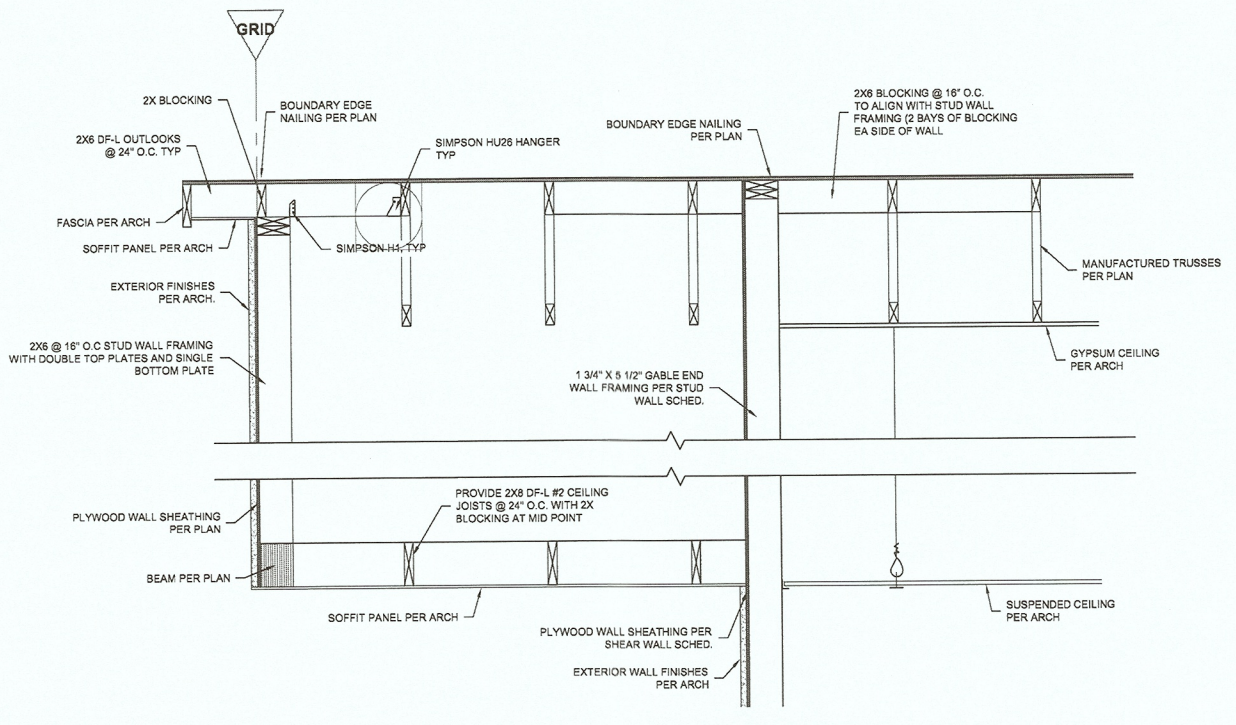 GRID
2X BLOCKING
BOUNDARY EDGE
NAILING PER PLAN
2X6 DF-L OUTLOOKS
@ 24" O.C. TYP
SIMPSON HU26 HANGER
TYP
BOUNDARY EDGE NAILING
PER PLAN
2X6 BLOCKING @ 16" O.C.
TO ALIGN WITH STUD WALL
FRAMING (2 BAYS OF BLOCKING
EA SIDE OF WALL
FASCIA PER ARCH
SOFFIT PANEL PER ARCH
SIMPSON H1, TYP
MANUFACTURED TRUSSES
PER PLAN
EXTERIOR FINISHES
PER ARCH.
2X6 @ 16" O.C STUD WALL FRAMING
WITH DOUBLE TOP PLATES AND SINGLE
BOTTOM PLATE
GYPSUM CEILING
PER ARCH
1 3/4" X 5 1/2" GABLE END
WALL FRAMING PER STUD
WALL SCHED.
PROVIDE 2X8 DF-L #2 CEILING
JOISTS @ 24" O.C. WITH 2X
BLOCKING AT MID POINT
PLYWOOD WALL SHEATHING
PER PLAN
BEAM PER PLAN
SOFFIT PANEL PER ARCH
PLYWOOD WALL SHEATHING PER
SHEAR WALL SCHED.
SUSPENDED CEILING
PER ARCH
EXTERIOR WALL FINISHES
PER ARCH